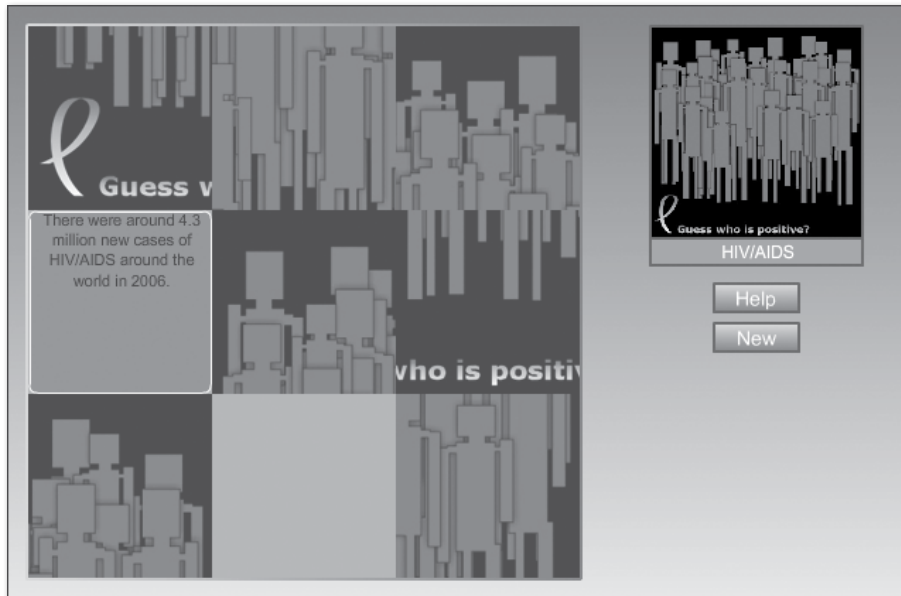 Guess w
There were around 4.3
million new cases of
HIV/AIDS around the
world in 2006.
who is positiv
Guess who is positive?
HIV/AIDS
Help
New